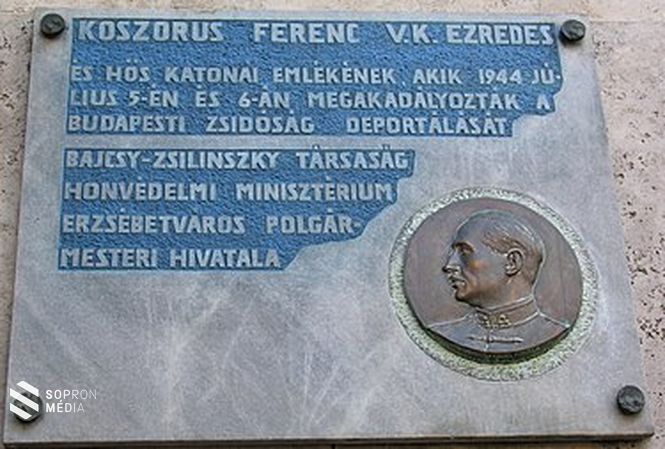 KOSZORUS FERENC V.K. EZREDES
ÉS HŐS KATONAI EMLÉKÉNEK, AKIK 1944 JÚ-
LIUS 5-ÉN ÉS 6-ÁN MEGAKADÁLYOZTÁK A
BUDAPESTI ZSIDÓSÁG DEPORTÁLÁSÁT
BAJCSY-ZSILINSZKY TÁRSASÁG
HONVÉDELMI MINISZTÉRIUM
ERZSÉBETVÁROS POLGÁR-
MESTERI HIVATALA
SOPRON
MÉDIA